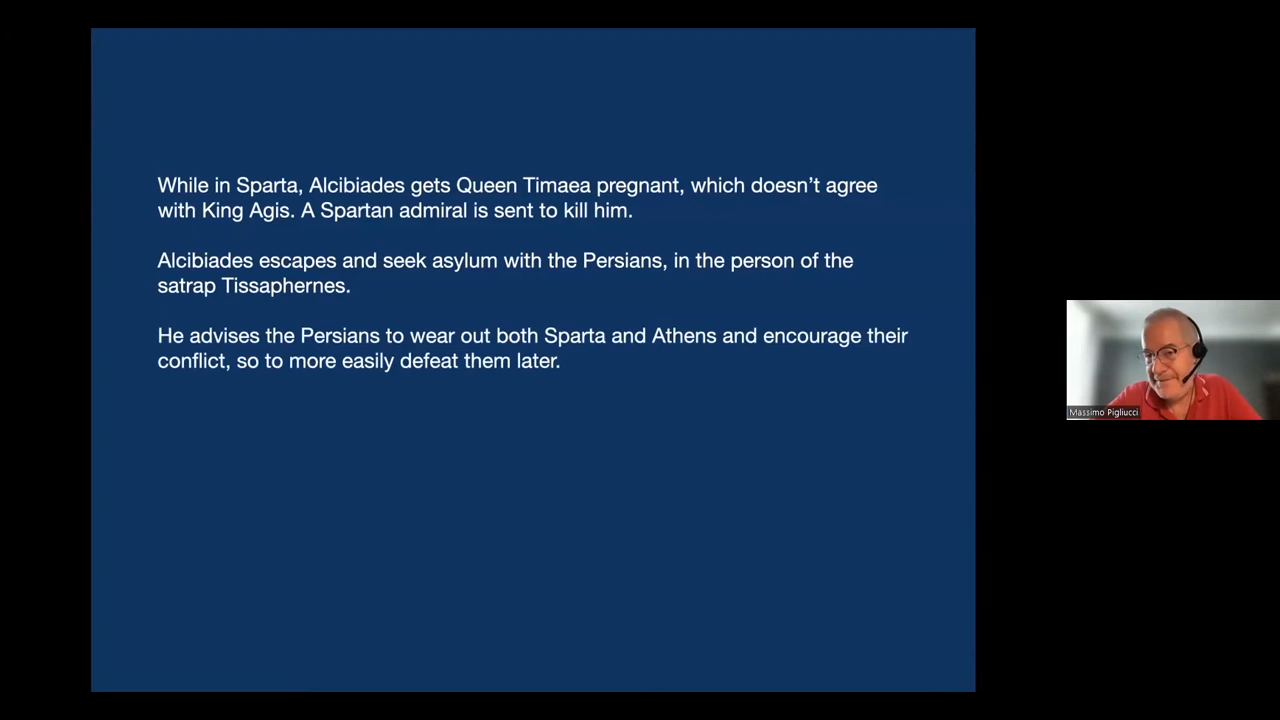 While in Sparta, Alcibiades gets Queen Timaea pregnant, which doesn’t agree
with King Agis. A Spartan admiral is sent to kill him.
Alcibiades escapes and seek asylum with the Persians, in the person of the
satrap Tissaphernes.
He advises the Persians to wear out both Sparta and Athens and encourage their
conflict, so to more easily defeat them later.
Massimo Pigliucci